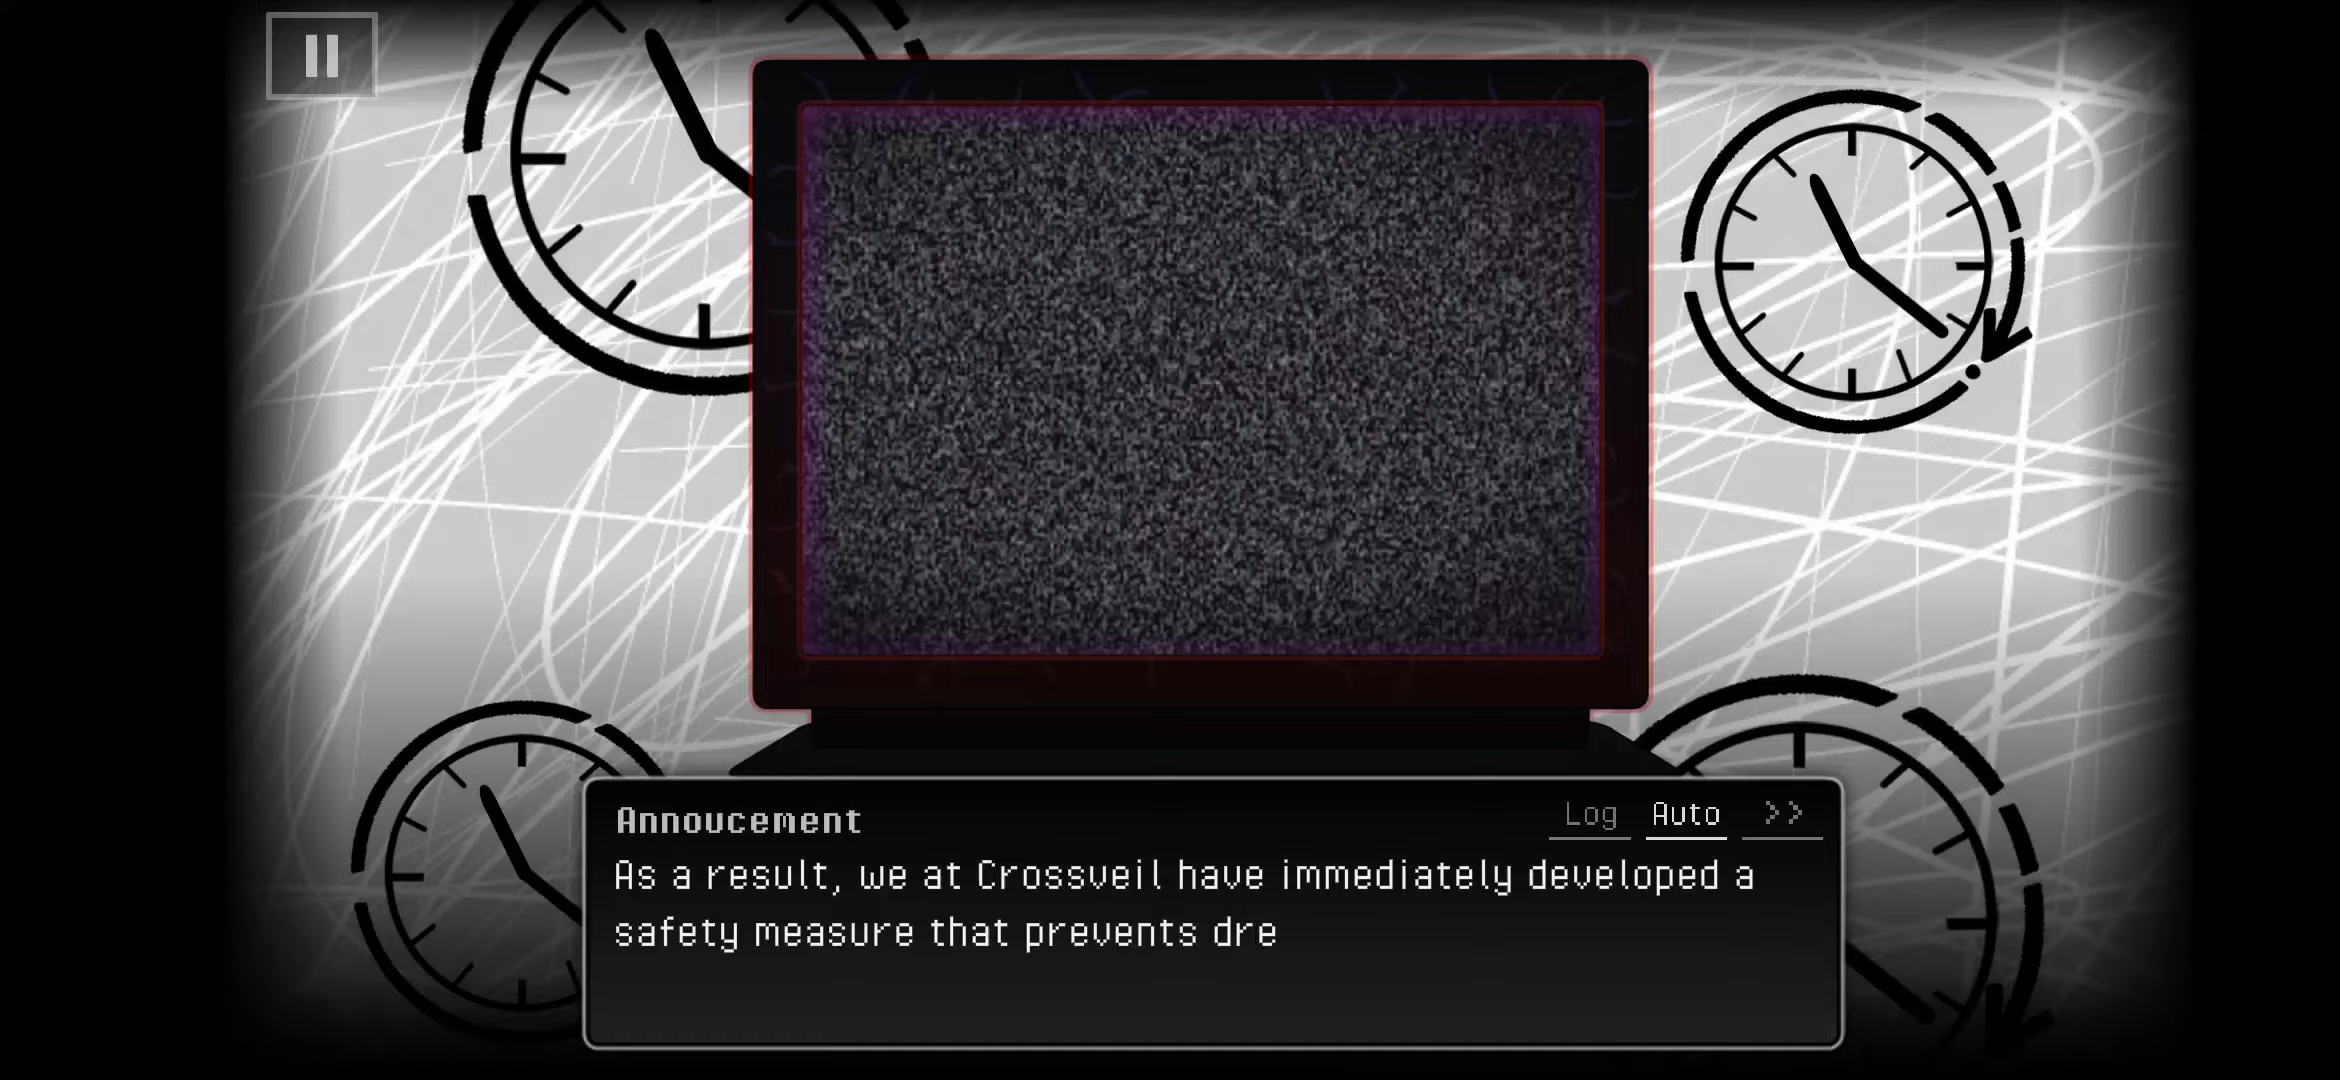 Annoucement
Log Auto >>
As a result, we at Crossveil have immediately developed a
safety measure that prevents dre